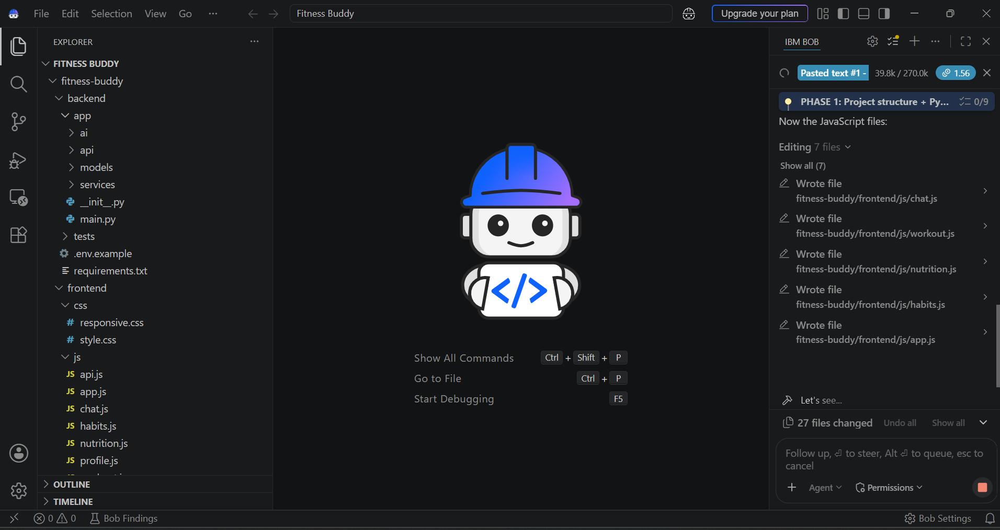 File Edit Selection View Go
Fitness Buddy
Upgrade your plan
EXPLORER
FITNESS BUDDY
fitness-buddy
backend
app
ai
api
models
services
__init__.py
main.py
tests
.env.example
requirements.txt
frontend
css
# responsive.css
# style.css
js
JS api.js
JS app.js
JS chat.js
JS habits.js
JS nutrition.js
JS profile.js
OUTLINE
TIMELINE
</>
Show All Commands Ctrl + Shift + P
Go to File Ctrl + P
Start Debugging F5
IBM BOB
Pasted text #1 - 39.8k / 270.0k 1.56
PHASE 1: Project structure + Py... 0/9
Now the JavaScript files:
Editing 7 files
Show all (7)
Wrote file
fitness-buddy/frontend/js/chat.js
Wrote file
fitness-buddy/frontend/js/workout.js
Wrote file
fitness-buddy/frontend/js/nutrition.js
Wrote file
fitness-buddy/frontend/js/habits.js
Wrote file
fitness-buddy/frontend/js/app.js
Let's see...
27 files changed Undo all Show all
Follow up, ⏎ to steer, Alt ⏎ to queue, esc to
cancel
Agent Permissions
0 0 Bob Findings
Bob Settings